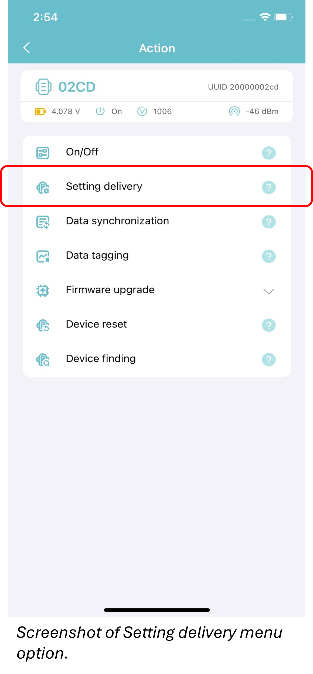 2:54
Action
02CD
UUID 20000002cd
4.078 V
On
1006
-46 dBm
On/Off
?
Setting delivery
?
Data synchronization
?
Data tagging
?
Firmware upgrade
Device reset
?
Device finding
?
Screenshot of Setting delivery menu
option.